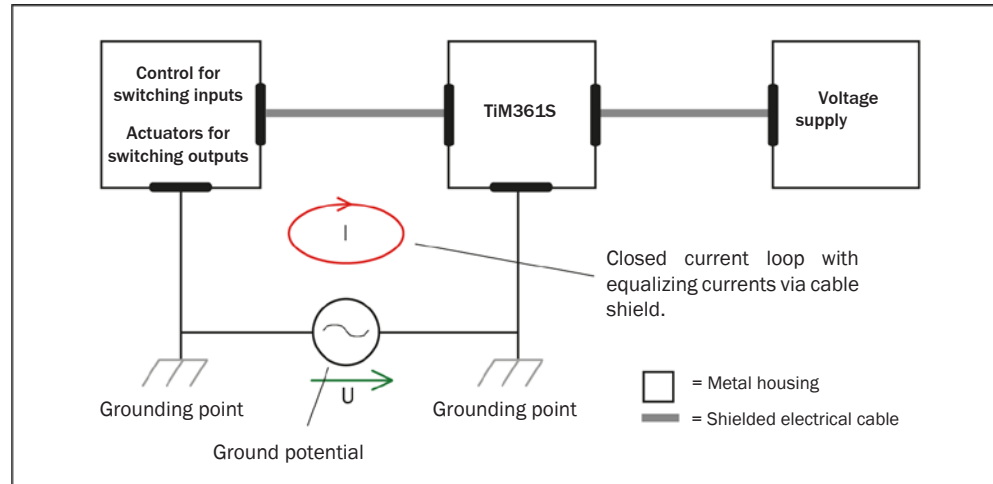 Control for
switching inputs
Actuators for
switching outputs
TiM361S
Voltage
supply
I
Closed current loop with
equalizing currents via cable
shield.
U
Grounding point
Grounding point
Ground potential
= Metal housing
= Shielded electrical cable